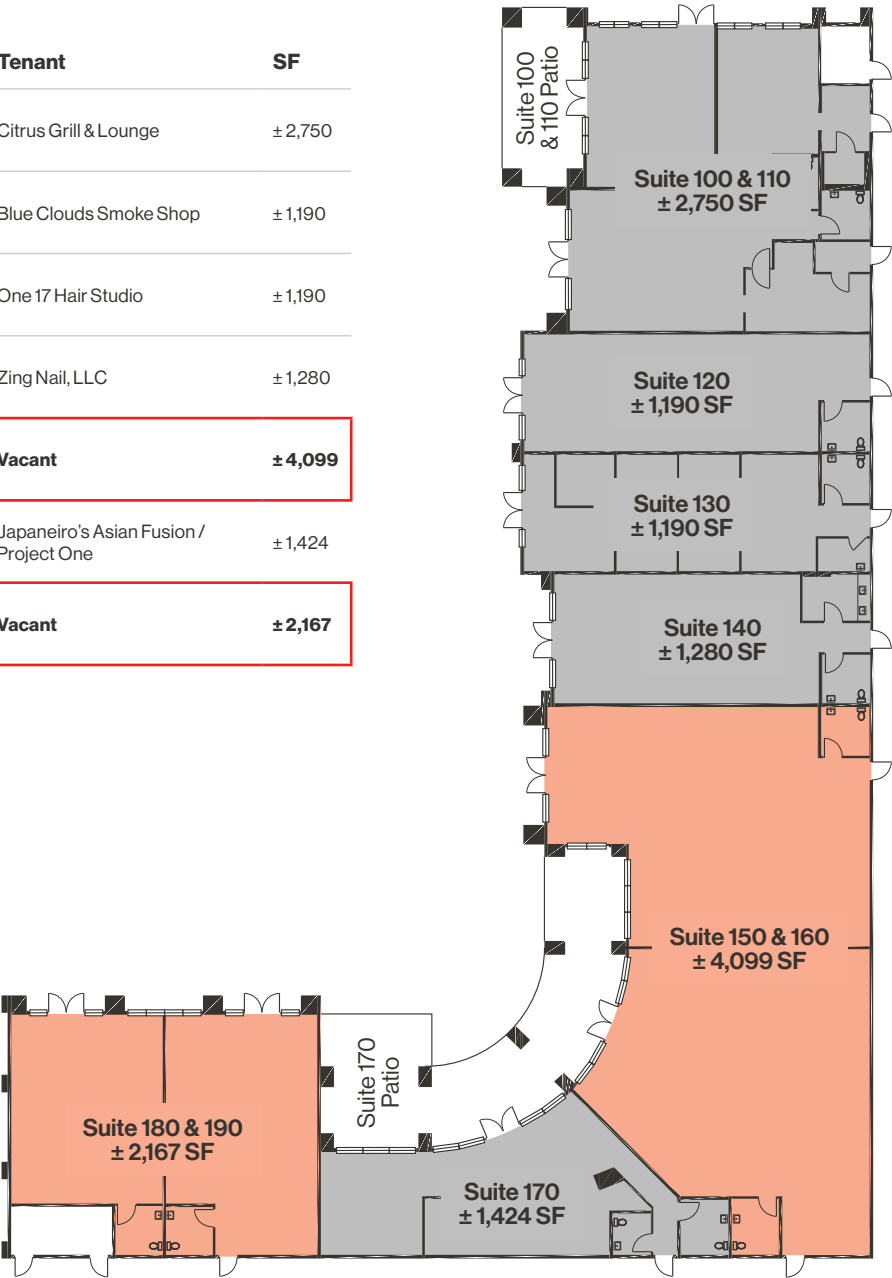 Tenant SF
Citrus Grill & Lounge ± 2,750
Blue Clouds Smoke Shop ± 1,190
One 17 Hair Studio ± 1,190
Zing Nail, LLC ± 1,280
Vacant ± 4,099
Japaneiro's Asian Fusion /
Project One ± 1,424
Vacant ± 2,167
Suite 100
& 110 Patio
Suite 100 & 110
± 2,750 SF
Suite 120
± 1,190 SF
Suite 130
± 1,190 SF
Suite 140
± 1,280 SF
Suite 150 & 160
± 4,099 SF
Suite 170
Patio
Suite 180 & 190
± 2,167 SF
Suite 170
± 1,424 SF